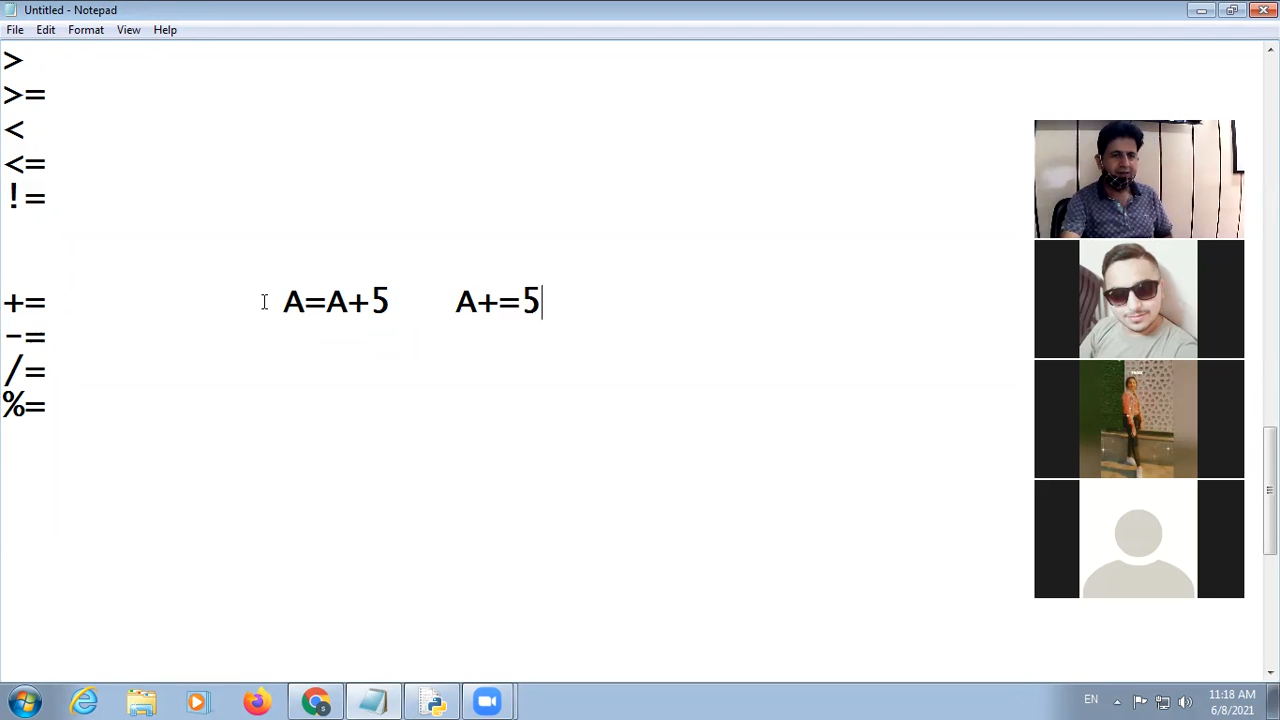 Untitled - Notepad
File Edit Format View Help
>
>=
<
<=
!=
+= A=A+5 A+=5
-=
/=
%=
EN
11:18 AM
6/8/2021